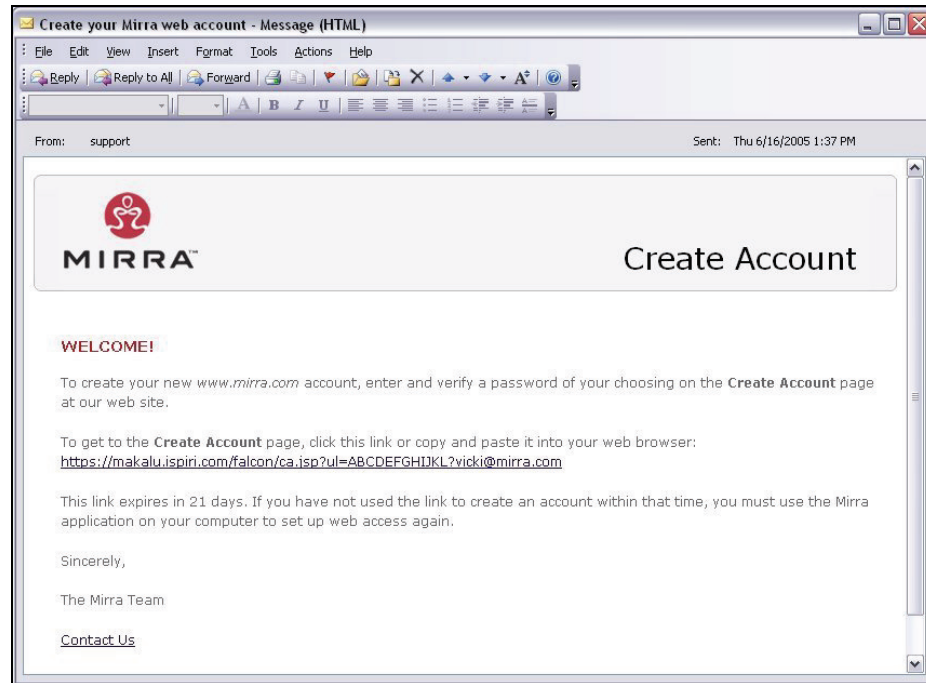 Create your Mirra web account - Message (HTML)
File Edit View Insert Format Tools Actions Help
Reply Reply to All Forward
A B I U
From: support Sent: Thu 6/16/2005 1:37 PM
MIRRA™
Create Account
WELCOME!
To create your new www.mirra.com account, enter and verify a password of your choosing on the Create Account page
at our web site.
To get to the Create Account page, click this link or copy and paste it into your web browser:
https://makalu.ispiri.com/falcon/ca.jsp?ul=ABCDEFGHIJKL?vicki@mirra.com
This link expires in 21 days. If you have not used the link to create an account within that time, you must use the Mirra
application on your computer to set up web access again.
Sincerely,
The Mirra Team
Contact Us